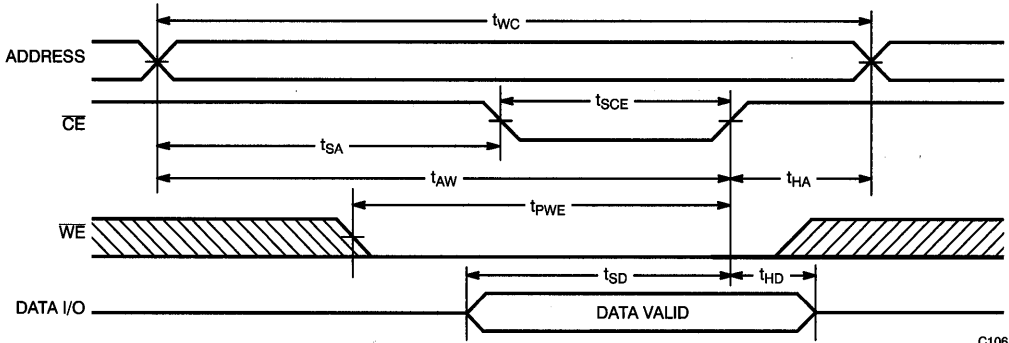 tWC
ADDRESS
tSCE
CE
tSA
tAW
tHA
tPWE
WE
tSD
tHD
DATA I/O
DATA VALID
C106